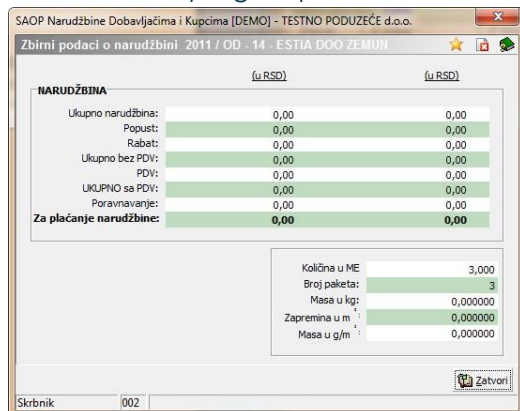 SAOP Narudžbine Dobavljačima i Kupcima [DEMO] - TESTNO PODUZEĆE d.o.o.
Zbirni podaci o narudžbini 2011 / OD - 14 - ESTIA DOO ZEMUN
(u RSD) (u RSD)
NARUDŽBINA
Ukupno narudžbina: 0,00 0,00
Popust: 0,00 0,00
Rabat: 0,00 0,00
Ukupno bez PDV: 0,00 0,00
PDV: 0,00 0,00
UKUPNO sa PDV: 0,00 0,00
Poravnavanje: 0,00 0,00
Za plaćanje narudžbine: 0,00 0,00
Količina u ME 3,000
Broj paketa: 3
Masa u kg: 0,000000
Zapremina u m³: 0,000000
Masa u g/m²: 0,000000
Zatvori
Skrbnik 002